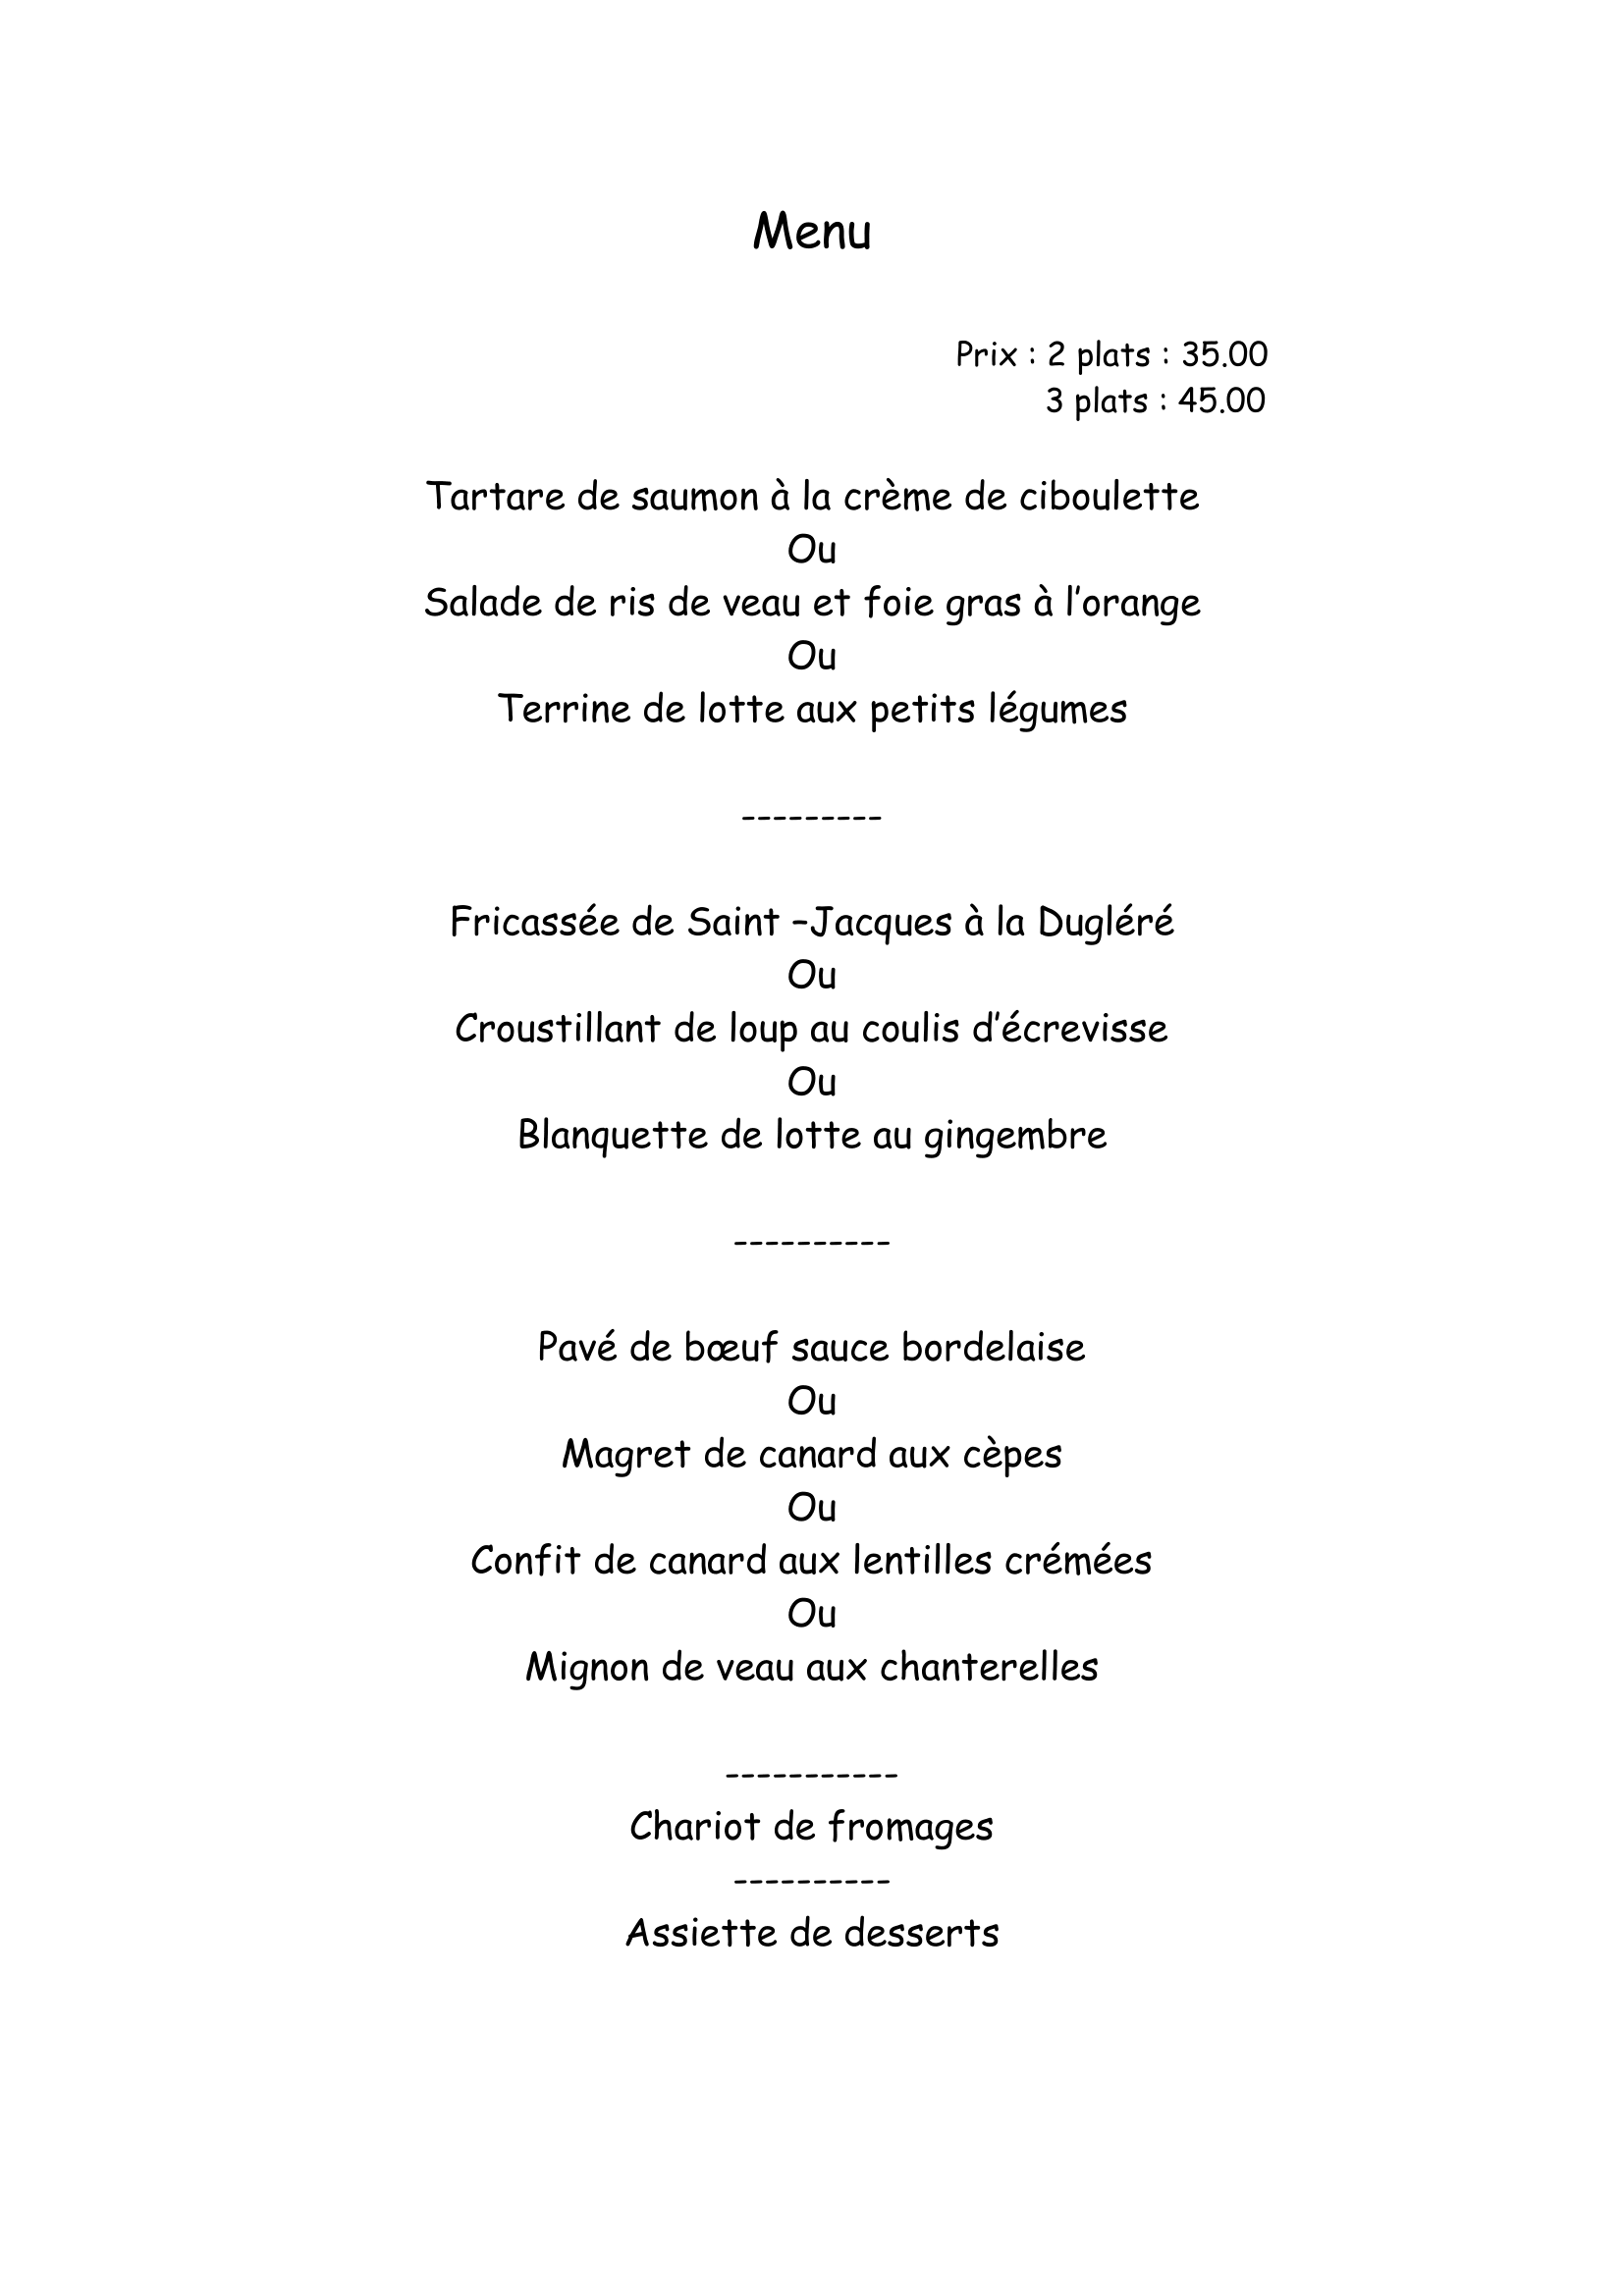 Menu
Prix : 2 plats : 35.00
3 plats : 45.00
Tartare de saumon à la crème de ciboulette
Ou
Salade de ris de veau et foie gras à l’orange
Ou
Terrine de lotte aux petits légumes
---------
Fricassée de Saint –Jacques à la Dugléré
Ou
Croustillant de loup au coulis d’écrevisse
Ou
Blanquette de lotte au gingembre
----------
Pavé de bœuf sauce bordelaise
Ou
Magret de canard aux cèpes
Ou
Confit de canard aux lentilles crémées
Ou
Mignon de veau aux chanterelles
-----------
Chariot de fromages
----------
Assiette de desserts